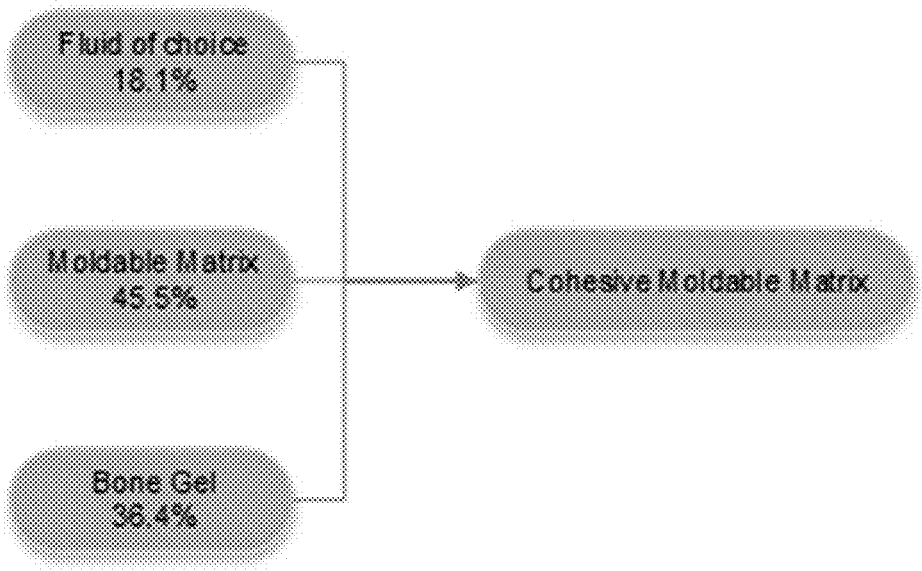 Fluid of choice
18.1%
Moldable Matrix
45.5%
Cohesive Moldable Matrix
Bone Gel
36.4%